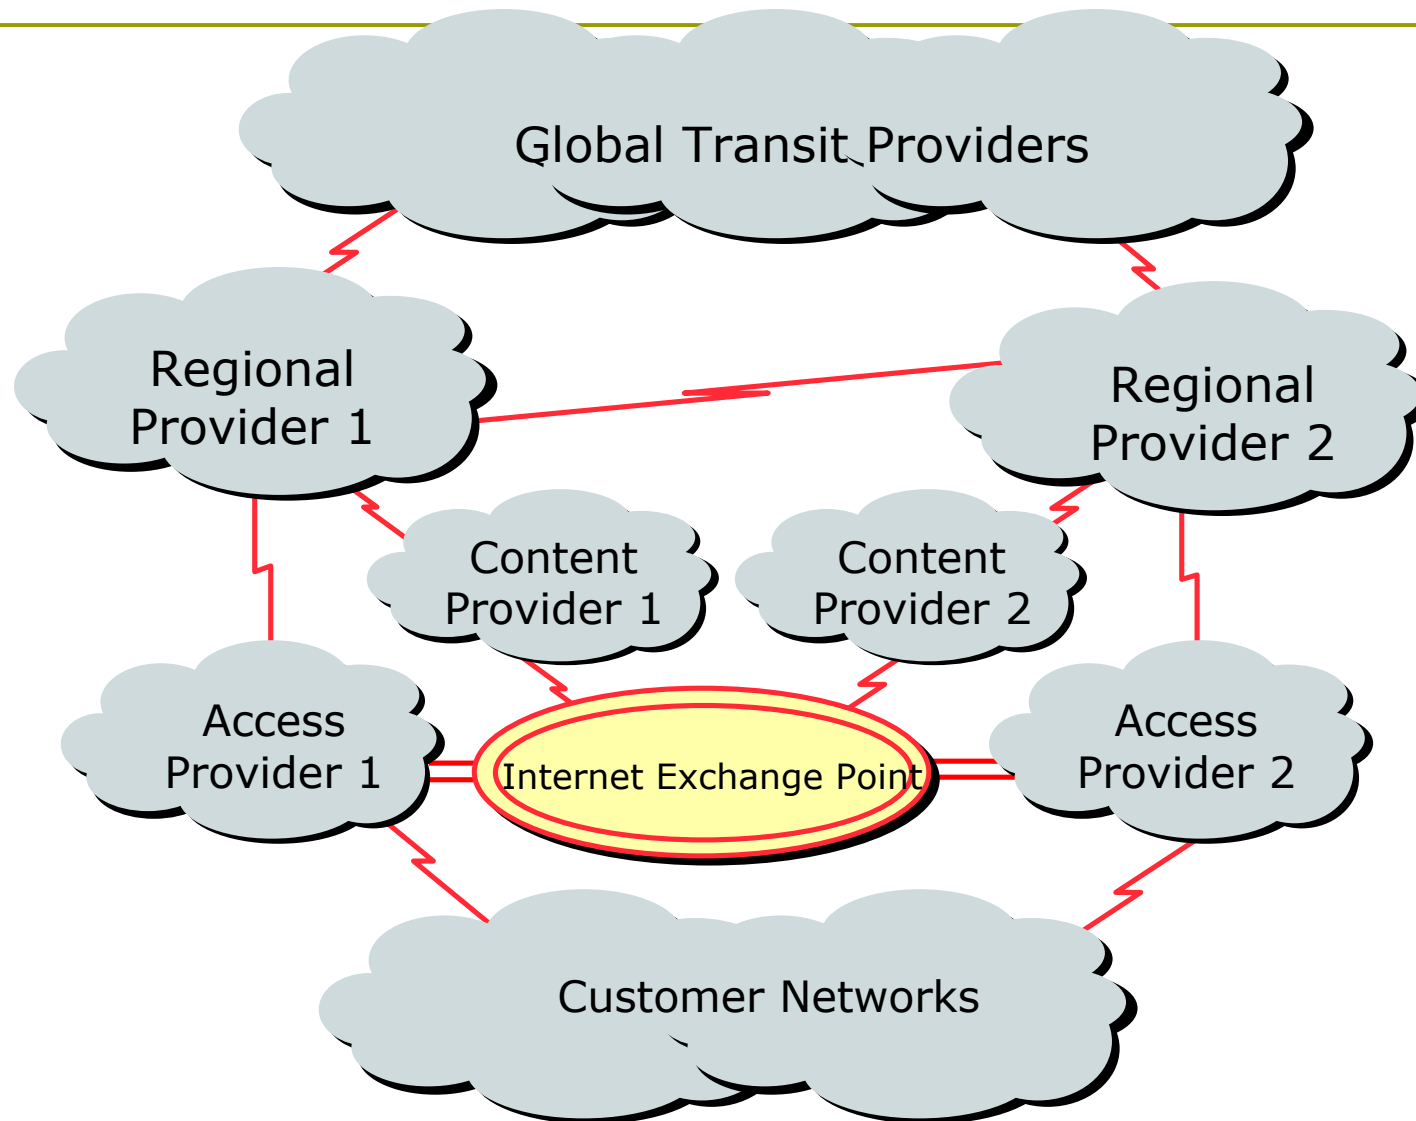 Global Transit Providers
Regional
Provider 1
Regional
Provider 2
Content
Provider 1
Content
Provider 2
Access
Provider 1
Internet Exchange Point
Access
Provider 2
Customer Networks